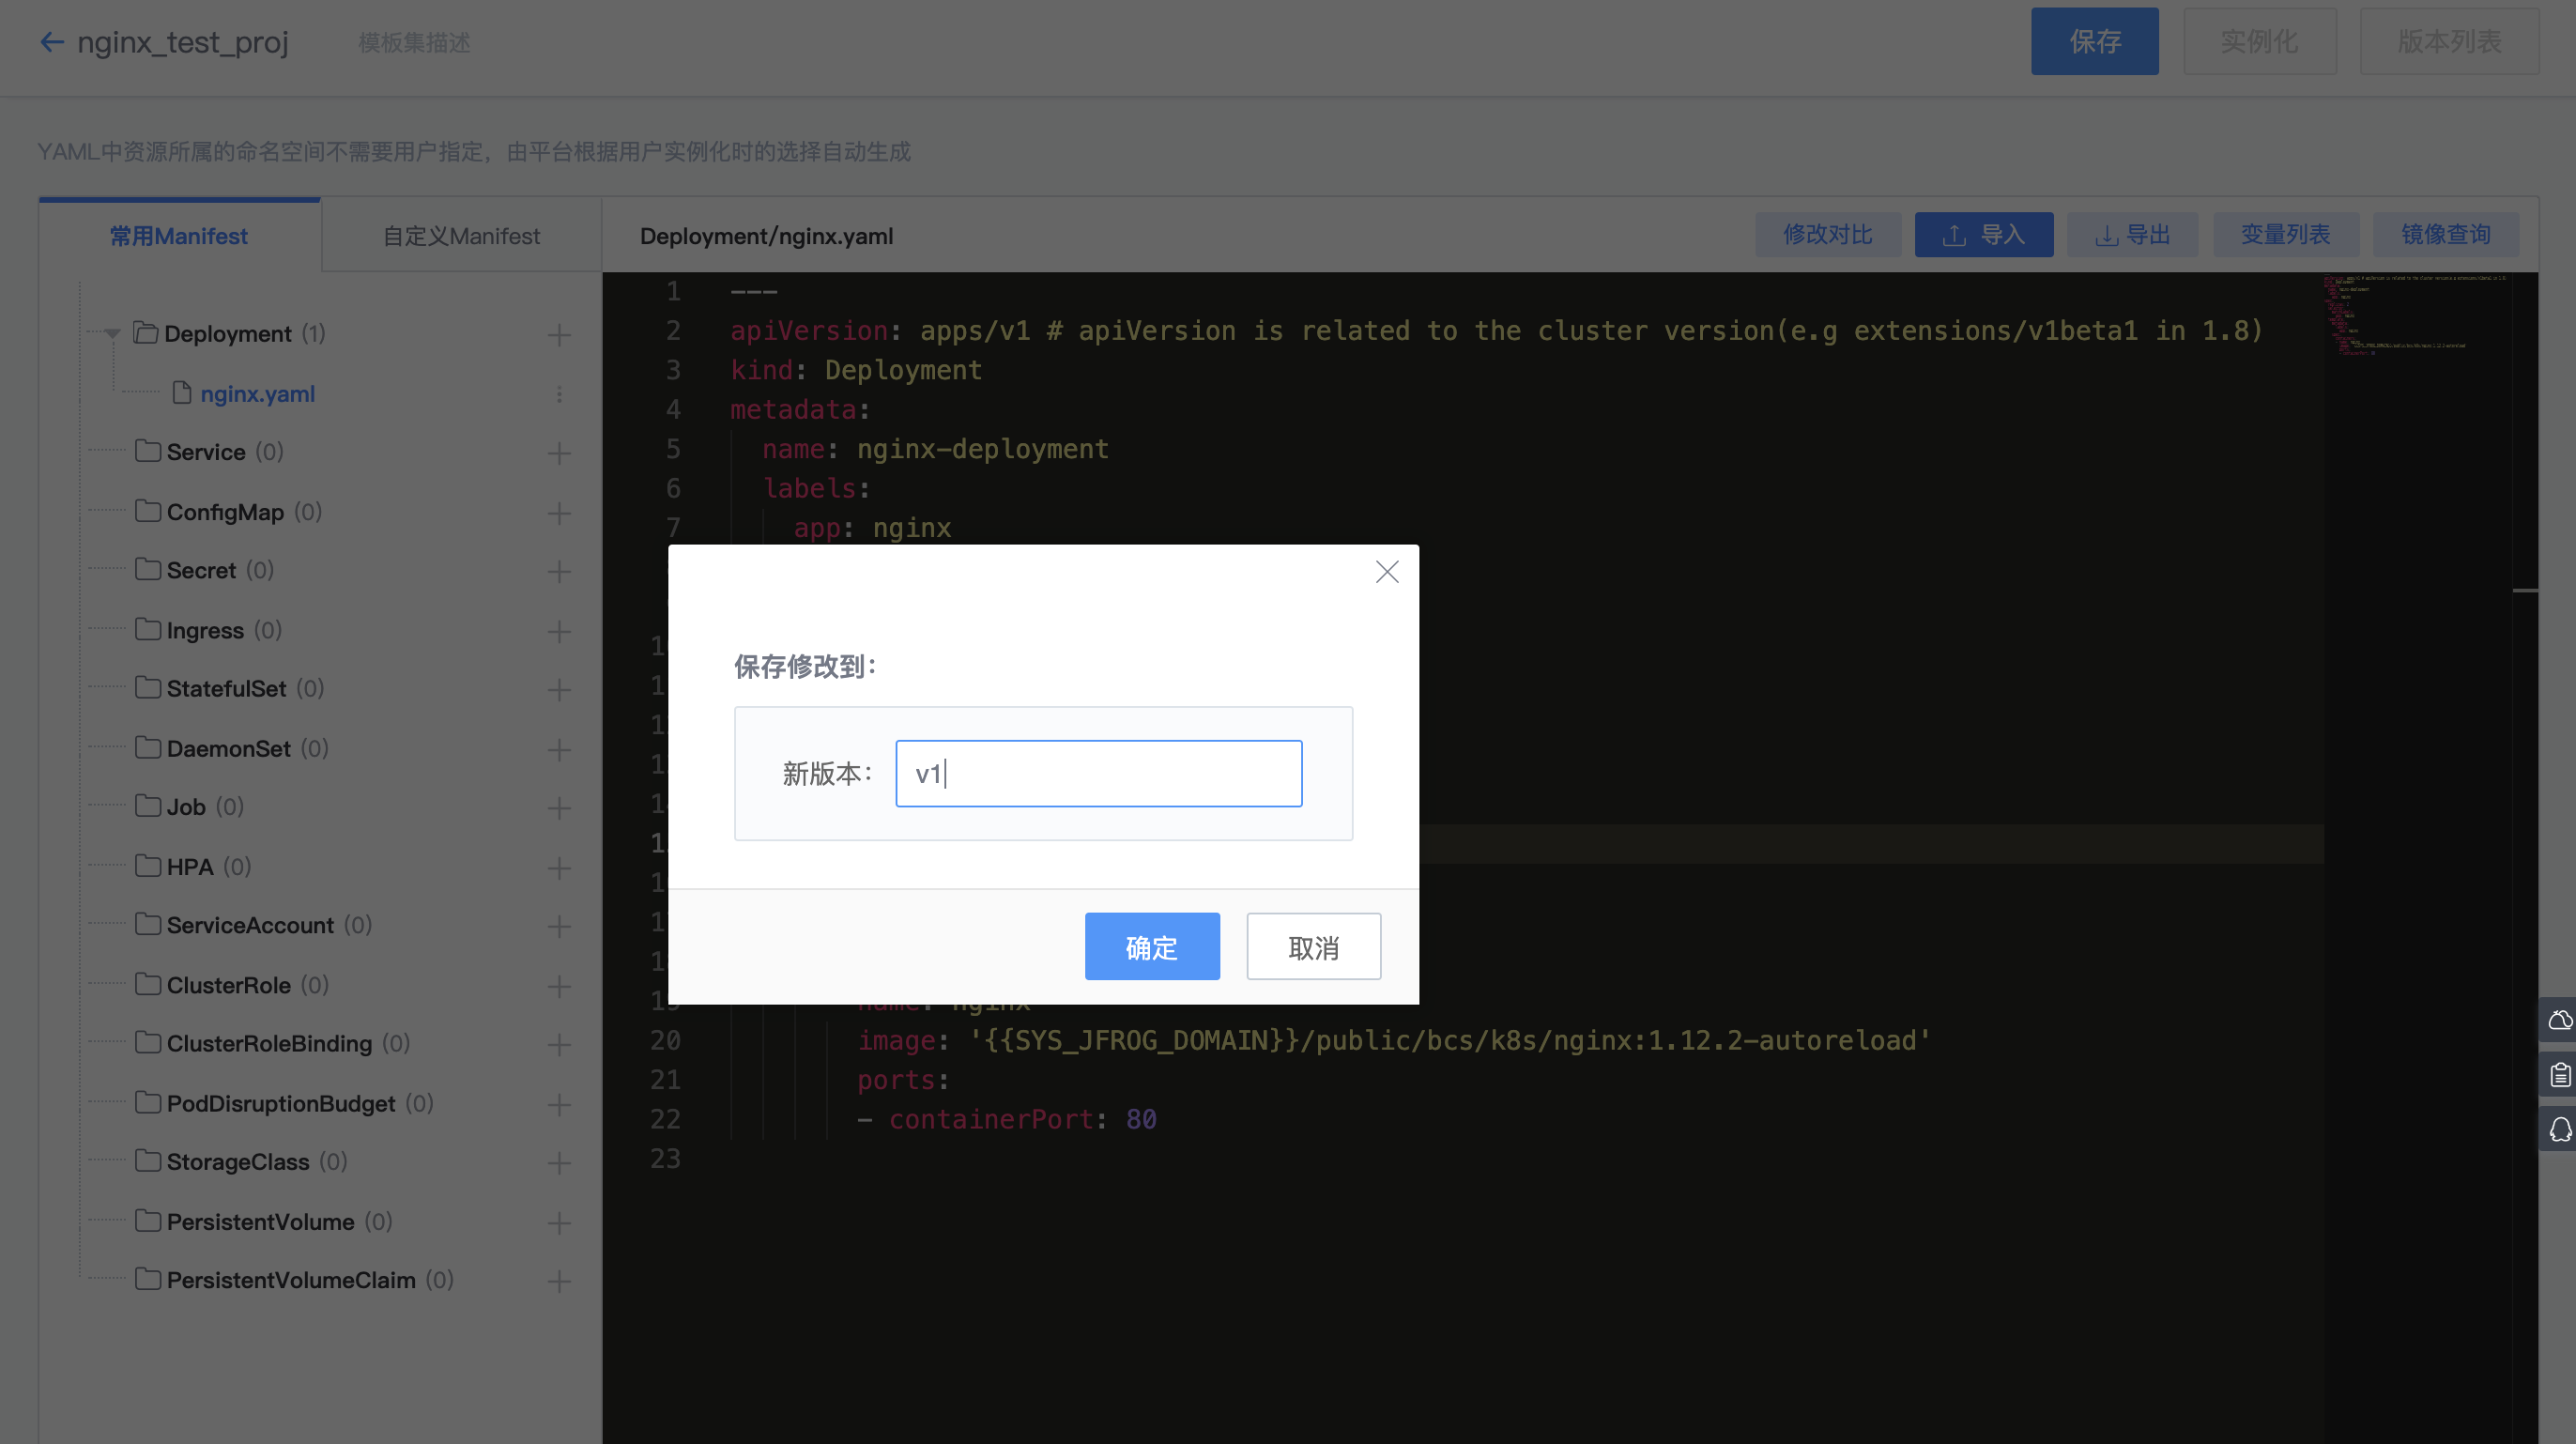 nginx_test_proj 模板集描述 保存 实例化 版本列表
YAML中资源所属的命名空间不需要用户指定，由平台根据用户实例化时的选择自动生成
常用Manifest 自定义Manifest
Deployment (1)
nginx.yaml
Service (0)
ConfigMap (0)
Secret (0)
Ingress (0)
StatefulSet (0)
DaemonSet (0)
Job (0)
HPA (0)
ServiceAccount (0)
ClusterRole (0)
ClusterRoleBinding (0)
PodDisruptionBudget (0)
StorageClass (0)
PersistentVolume (0)
PersistentVolumeClaim (0)
Deployment/nginx.yaml 修改对比 导入 导出 变量列表 镜像查询
1 ---
2 apiVersion: apps/v1 # apiVersion is related to the cluster version(e.g extensions/v1beta1 in 1.8)
3 kind: Deployment
4 metadata:
5 name: nginx-deployment
6 labels:
7 app: nginx
19 name: nginx
20 image: '{{SYS_JFROG_DOMAIN}}/public/bcs/k8s/nginx:1.12.2-autoreload'
21 ports:
22 - containerPort: 80
23
保存修改到：
新版本： v1
确定 取消